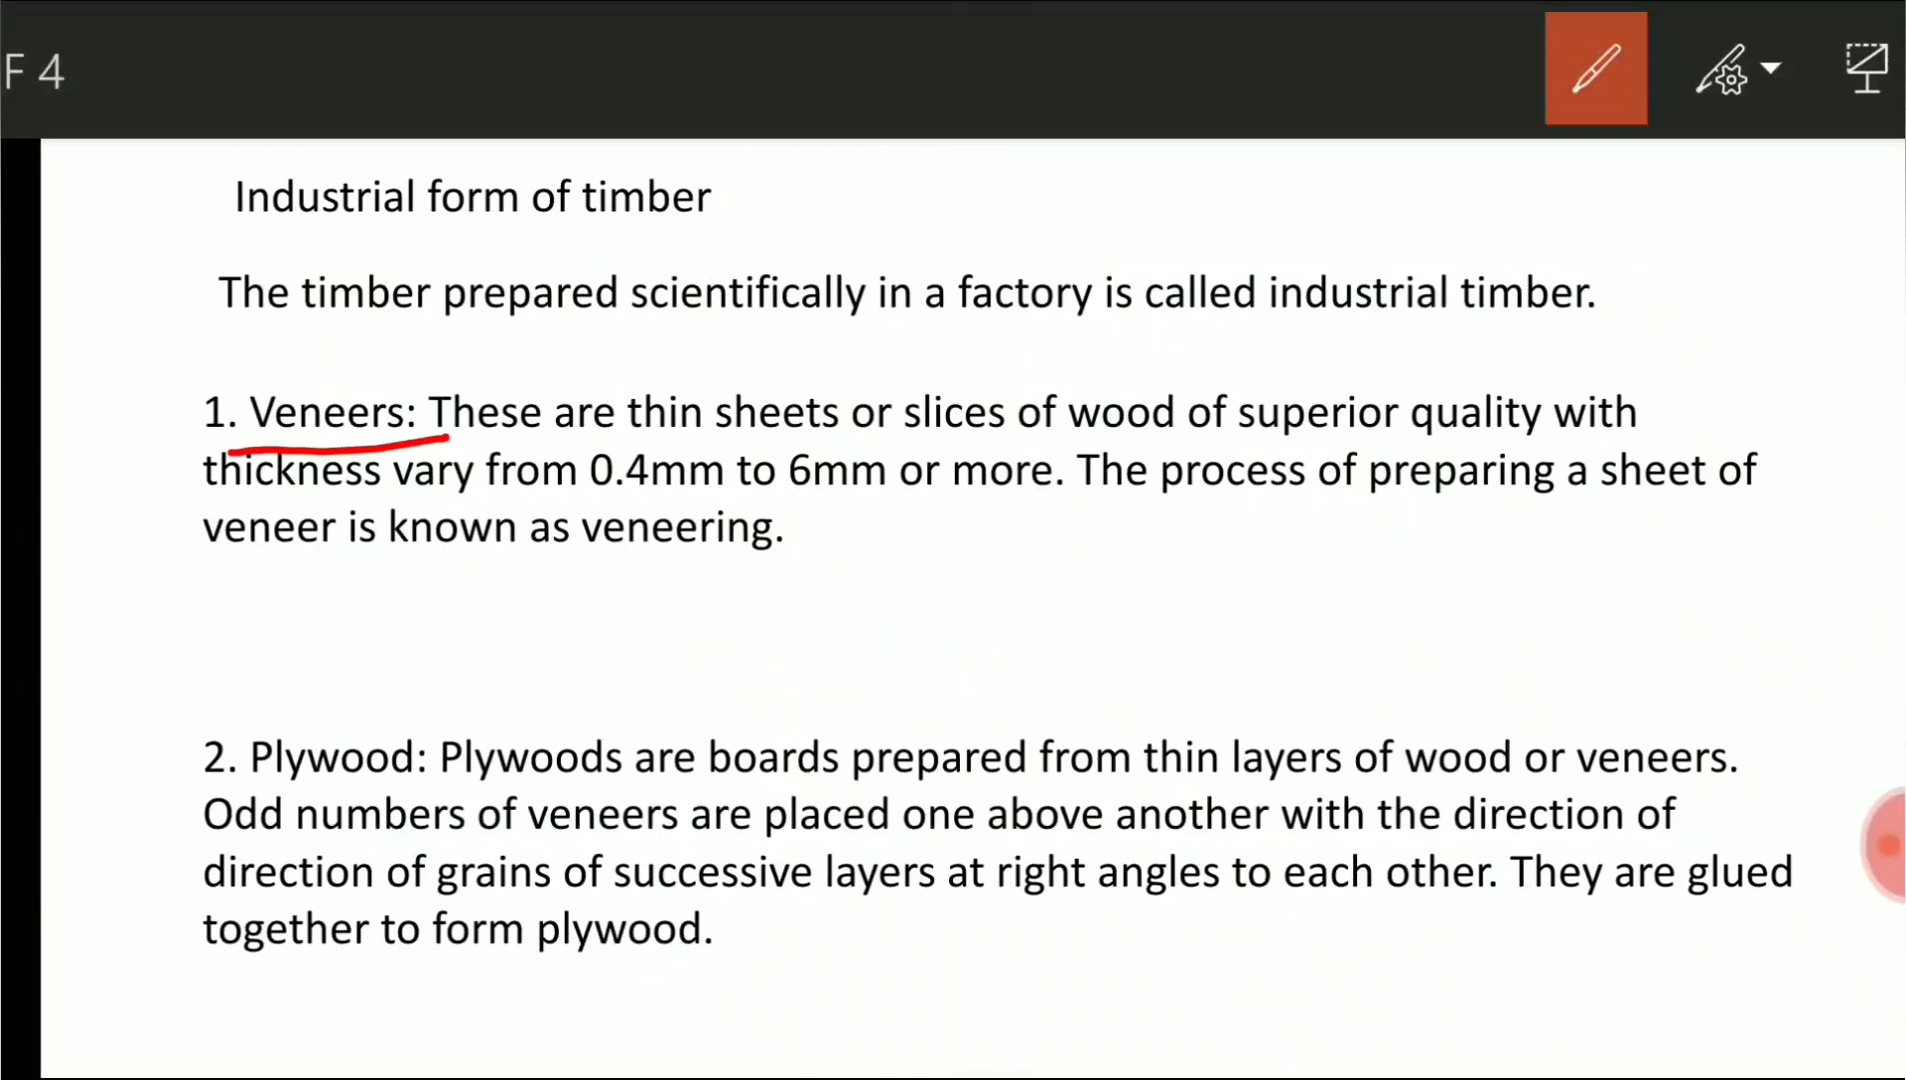 F 4
Industrial form of timber
The timber prepared scientifically in a factory is called industrial timber.
1. Veneers: These are thin sheets or slices of wood of superior quality with
thickness vary from 0.4mm to 6mm or more. The process of preparing a sheet of
veneer is known as veneering.
2. Plywood: Plywoods are boards prepared from thin layers of wood or veneers.
Odd numbers of veneers are placed one above another with the direction of
direction of grains of successive layers at right angles to each other. They are glued
together to form plywood.